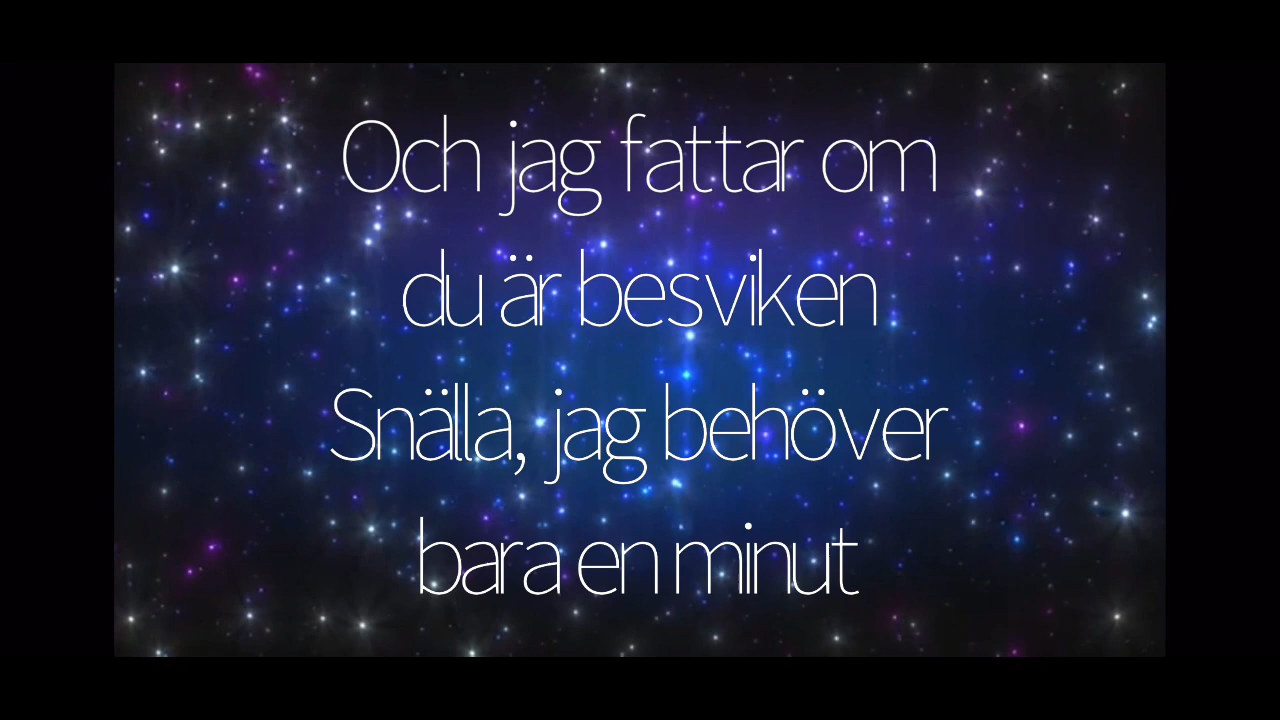 Och jag fattar om
du är besviken
Snälla, jag behöver
bara en minut